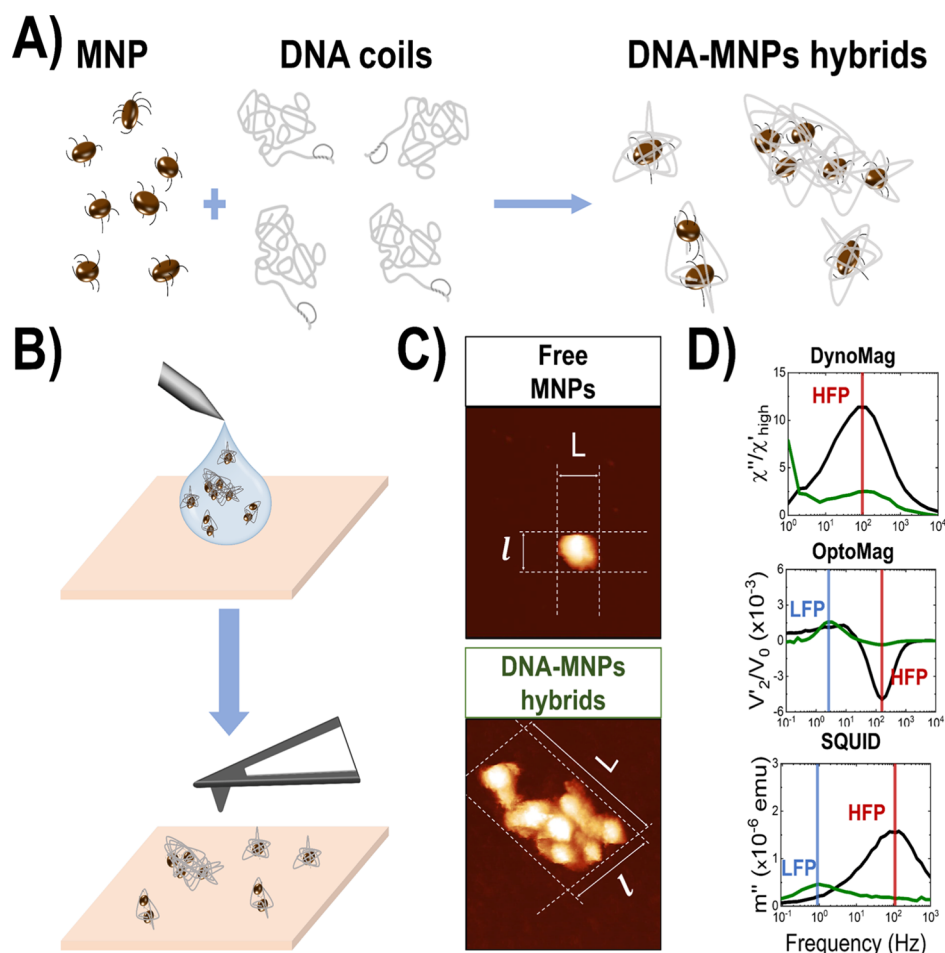 A)
MNP
DNA coils
DNA-MNPs hybrids
B)
C)
Free
MNPs
L
l
DNA-MNPs
hybrids
L
l
D)
DynoMag
HFP
χ"/χ'high
15
10
5
0
10⁰
10¹
10²
10³
10⁴
OptoMag
LFP
HFP
V'₂/V₀ (x10⁻³)
6
3
0
-3
-6
10⁻¹
10⁰
10¹
10²
10³
10⁴
SQUID
LFP
HFP
m" (x10⁻⁶ emu)
3
2
1
0
10⁻¹
10⁰
10¹
10²
10³
Frequency (Hz)